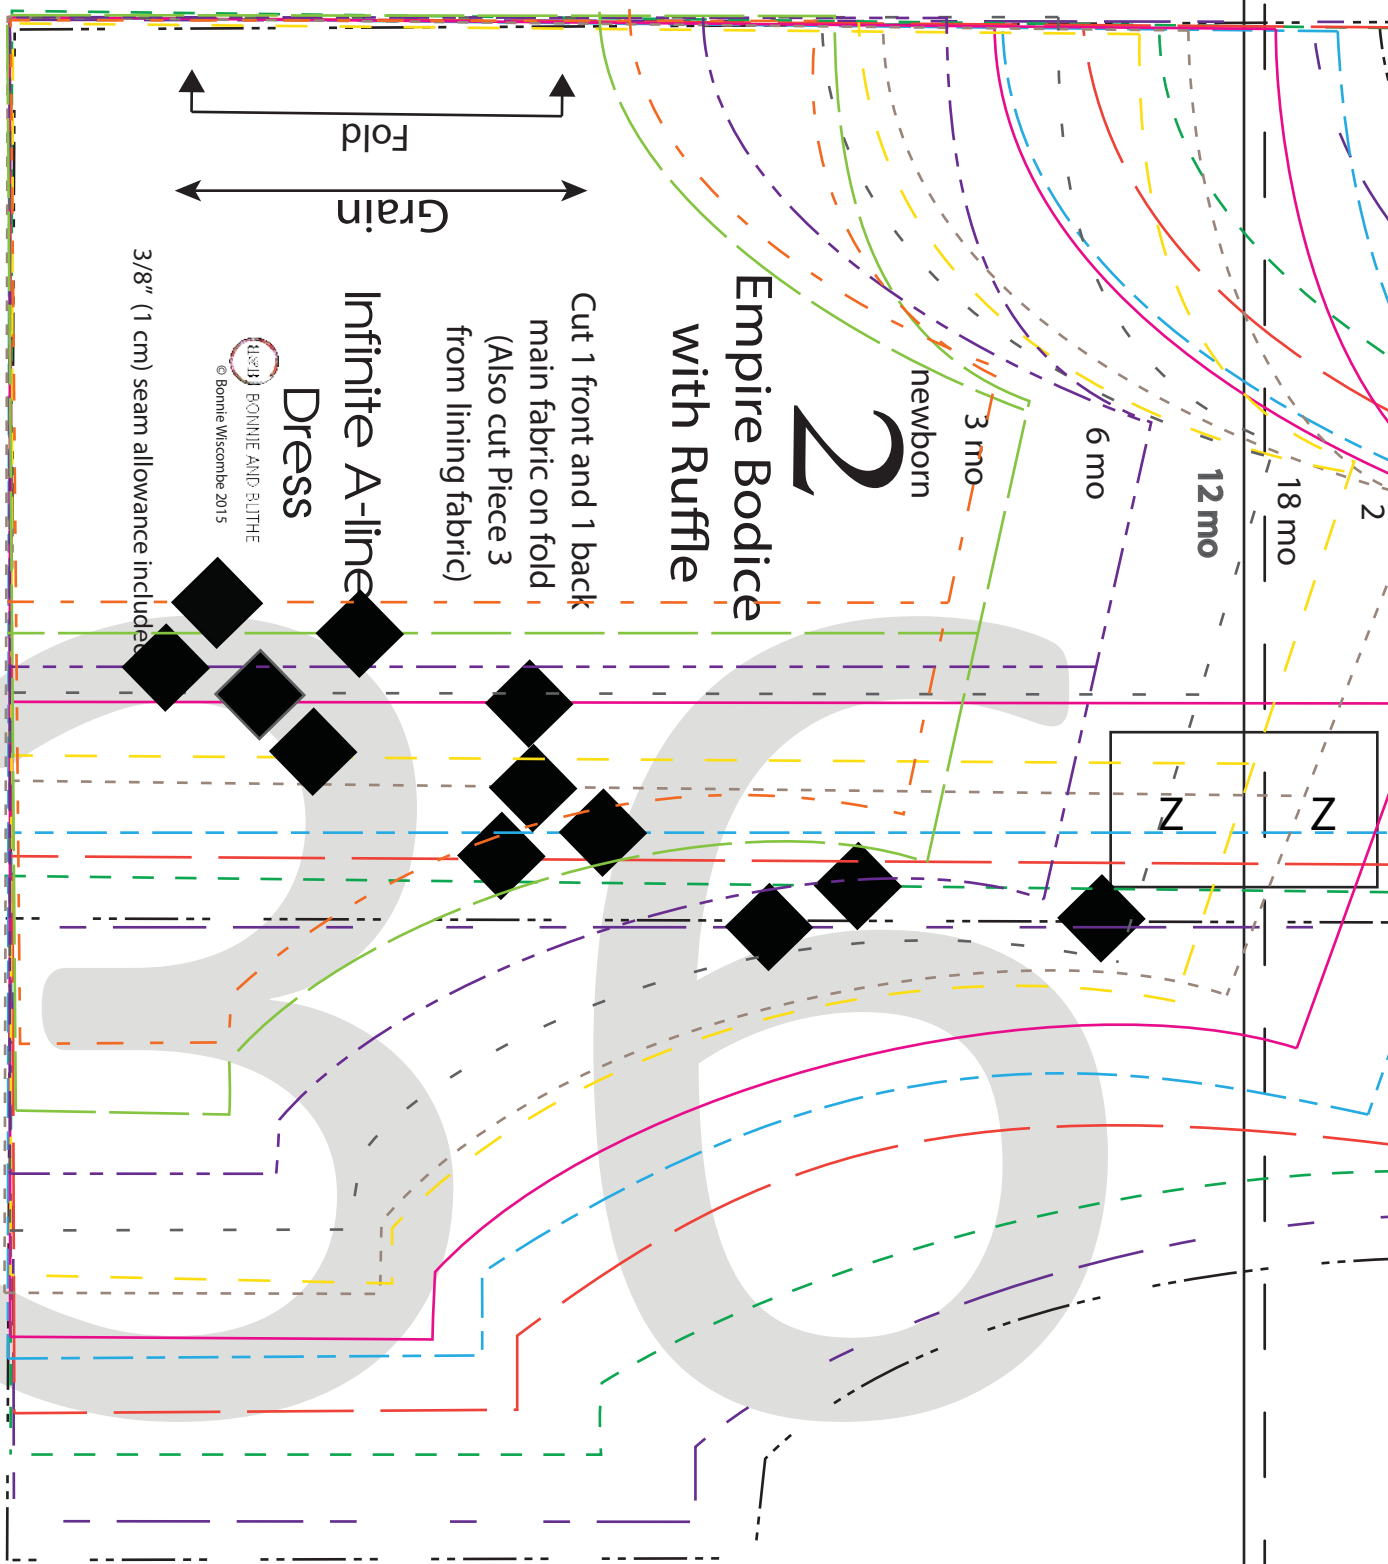 Fold
Grain
Empire Bodice
with Ruffle
2
Cut 1 front and 1 back
main fabric on fold
(Also cut Piece 3
from lining fabric)
Infinite A-line
Dress
BONNIE AND BLITHE
© Bonnie Wiscombe 2015
3/8” (1 cm) seam allowance included
newborn
3 mo
6 mo
12 mo
18 mo
2
Z
Z
36